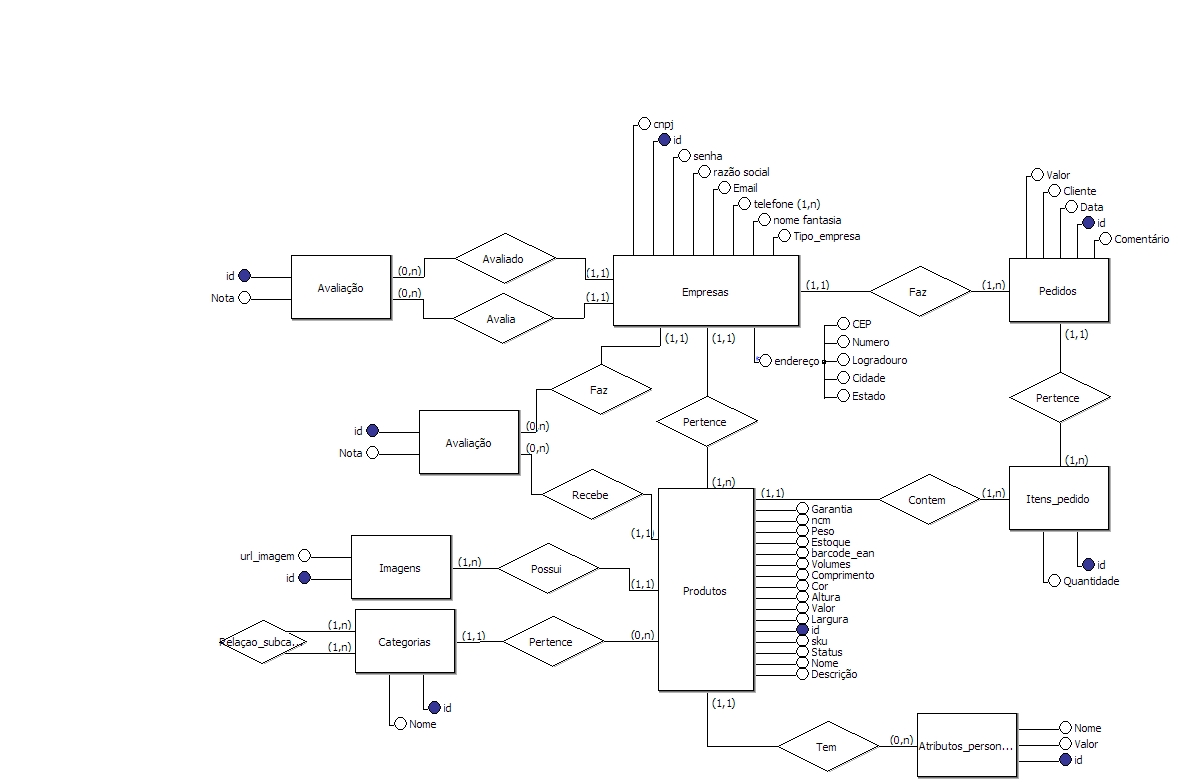 cnpj
id
senha
razão social
Email
telefone (1,n)
nome fantasia
Tipo_empresa
Valor
Cliente
Data
id
Comentário
id
Nota
Avaliação
(0,n)
(0,n)
Avaliado
Avalia
(1,1)
(1,1)
Empresas
(1,1)
Faz
(1,n)
Pedidos
(1,1)
(1,1)
(1,1)
endereço
CEP
Numero
Logradouro
Cidade
Estado
Faz
Pertence
Pertence
id
Nota
Avaliação
(0,n)
(0,n)
Recebe
(1,1)
(1,n)
(1,1)
Contem
(1,n)
(1,n)
Itens_pedido
id
Quantidade
Produtos
Garantia
ncm
Peso
Estoque
barcode_ean
Volumes
Comprimento
Cor
Altura
Valor
Largura
id
sku
Status
Nome
Descrição
url_imagem
id
Imagens
(1,n)
Possui
(1,1)
Relaçao_subca...
(1,n)
(1,n)
Categorias
(1,1)
Pertence
(0,n)
id
Nome
(1,1)
Tem
(0,n)
Atributos_person...
Nome
Valor
id